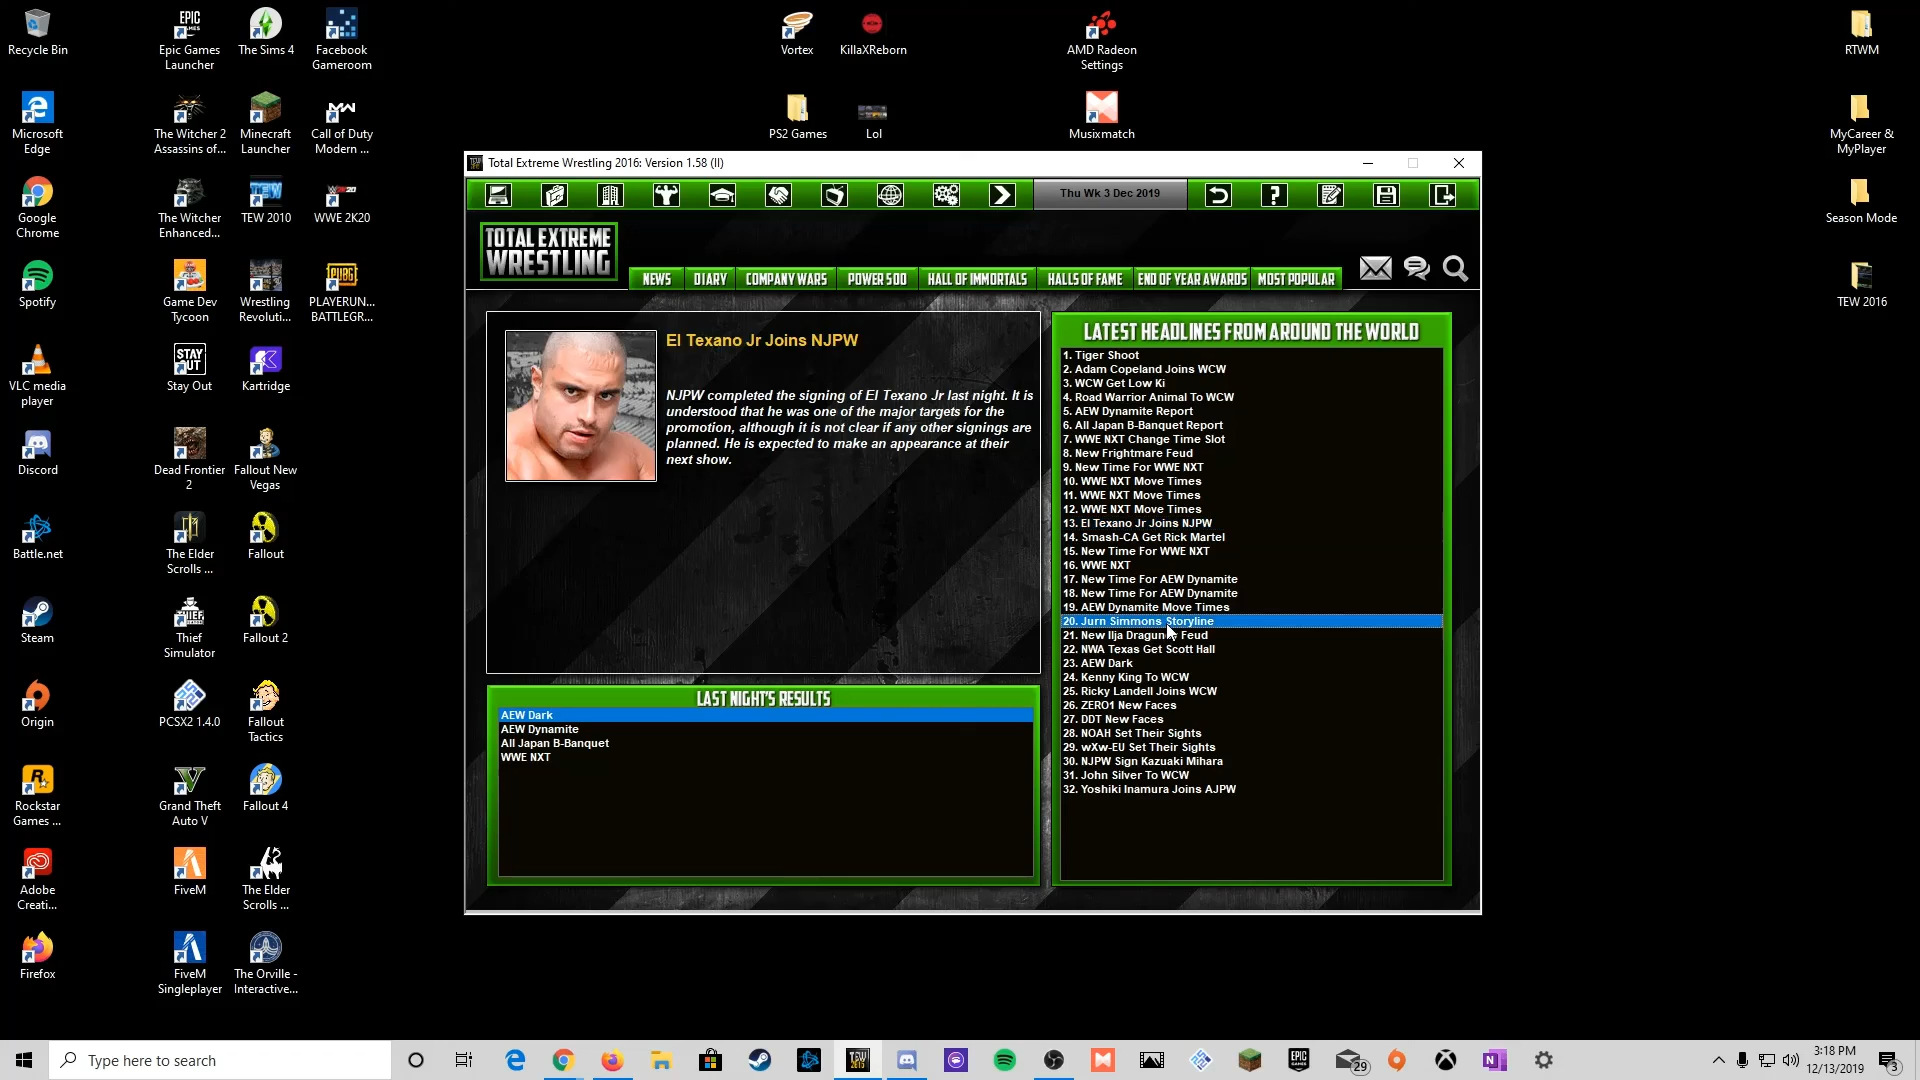 Recycle Bin
Epic Games
Launcher
The Sims 4
Facebook
Gameroom
Vortex
KillaXReborn
AMD Radeon
Settings
RTWM
Microsoft
Edge
The Witcher 2
Assassins of...
Minecraft
Launcher
Call of Duty
Modern ...
PS2 Games
Lol
Musixmatch
MyCareer &
MyPlayer
Google
Chrome
The Witcher
Enhanced...
TEW 2010
WWE 2K20
Season Mode
Spotify
Game Dev
Tycoon
Wrestling
Revoluti...
PLAYERUN...
BATTLEGR...
TEW 2016
VLC media
player
Stay Out
Kartridge
Discord
Dead Frontier
2
Fallout New
Vegas
Battle.net
The Elder
Scrolls ...
Fallout
Steam
Thief
Simulator
Fallout 2
Origin
PCSX2 1.4.0
Fallout
Tactics
Rockstar
Games ...
Grand Theft
Auto V
Fallout 4
Adobe
Creati...
FiveM
The Elder
Scrolls ...
Firefox
FiveM
Singleplayer
The Orville -
Interactive...
Total Extreme Wrestling 2016: Version 1.58 (II)
Thu Wk 3 Dec 2019
TOTAL EXTREME
WRESTLING
NEWS
DIARY
COMPANY WARS
POWER 500
HALL OF IMMORTALS
HALLS OF FAME
END OF YEAR AWARDS
MOST POPULAR
El Texano Jr Joins NJPW
NJPW completed the signing of El Texano Jr last night. It is
understood that he was one of the major targets for the
promotion, although it is not clear if any other signings are
planned. He is expected to make an appearance at their
next show.
LAST NIGHT'S RESULTS
AEW Dark
AEW Dynamite
All Japan B-Banquet
WWE NXT
LATEST HEADLINES FROM AROUND THE WORLD
1. Tiger Shoot
2. Adam Copeland Joins WCW
3. WCW Get Low Ki
4. Road Warrior Animal To WCW
5. AEW Dynamite Report
6. All Japan B-Banquet Report
7. WWE NXT Change Time Slot
8. New Frightmare Feud
9. New Time For WWE NXT
10. WWE NXT Move Times
11. WWE NXT Move Times
12. WWE NXT Move Times
13. El Texano Jr Joins NJPW
14. Smash-CA Get Rick Martel
15. New Time For WWE NXT
16. WWE NXT
17. New Time For AEW Dynamite
18. New Time For AEW Dynamite
19. AEW Dynamite Move Times
20. Jurn Simmons Storyline
21. New Ilja Dragunov Feud
22. NWA Texas Get Scott Hall
23. AEW Dark
24. Kenny King To WCW
25. Ricky Landell Joins WCW
26. ZERO1 New Faces
27. DDT New Faces
28. NOAH Set Their Sights
29. wXw-EU Set Their Sights
30. NJPW Sign Kazuaki Mihara
31. John Silver To WCW
32. Yoshiki Inamura Joins AJPW
Type here to search
29
3:18 PM
12/13/2019
3